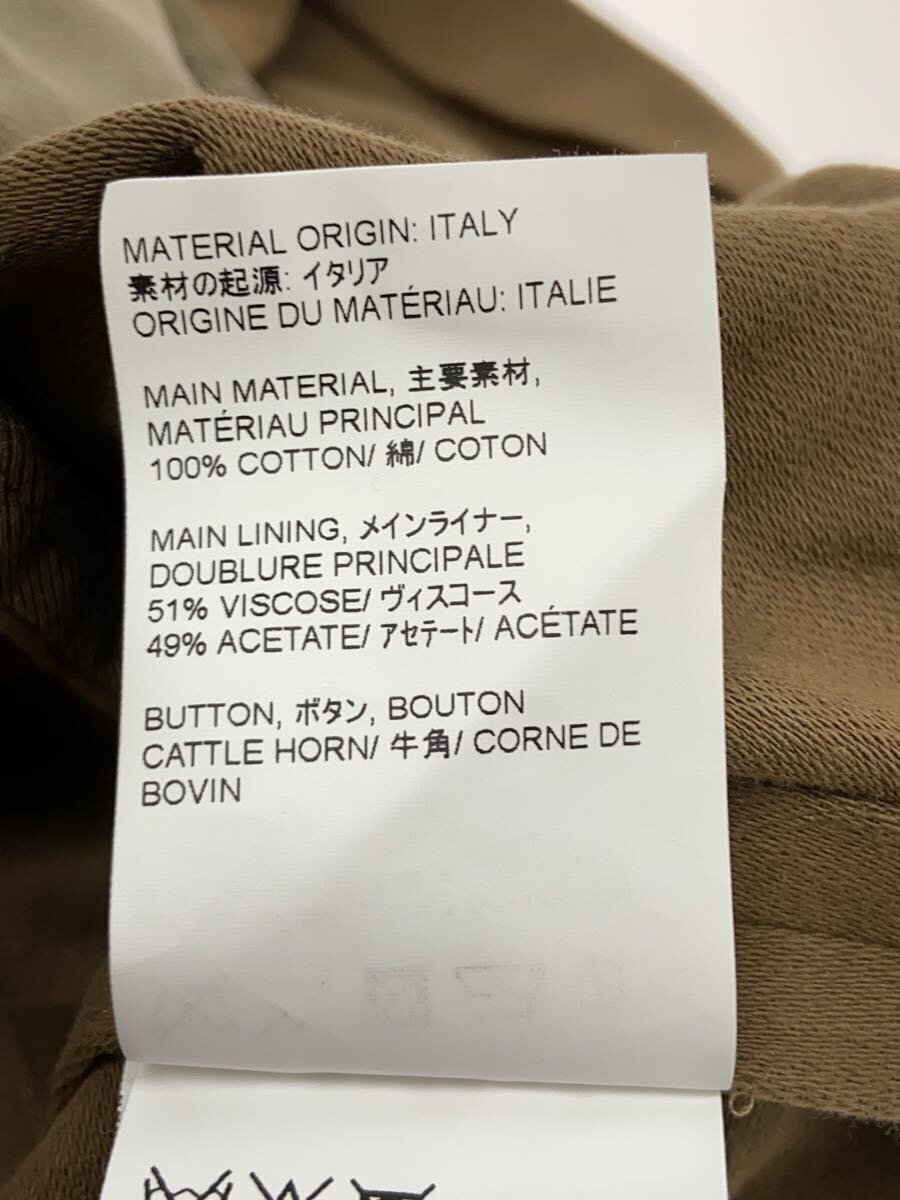 MATERIAL ORIGIN: ITALY
素材の起源: イタリア
ORIGINE DU MATÉRIAU: ITALIE
MAIN MATERIAL, 主要素材,
MATÉRIAU PRINCIPAL
100% COTTON/ 綿/ COTON
MAIN LINING, メインライナー,
DOUBLURE PRINCIPALE
51% VISCOSE/ ヴィスコース
49% ACETATE/ アセテート/ ACÉTATE
BUTTON, ボタン, BOUTON
CATTLE HORN/ 牛角/ CORNE DE
BOVIN